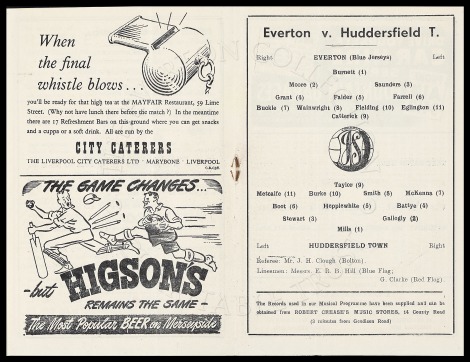 When
the final
whistle blows...
you'll be ready for that high tea at the MAYFAIR Restaurant, 59 Lime
Street. (Why not have lunch there before the match?) In the meantime
there are 17 Refreshment Bars on this ground where you can get snacks
and a cuppa or a soft drink. All are run by the
CITY CATERERS
THE LIVERPOOL CITY CATERERS LTD · MARYBONE · LIVERPOOL
THE GAME CHANGES...
-but HIGSON'S
REMAINS THE SAME -
The Most Popular BEER on Merseyside
Everton v. Huddersfield T.
Right EVERTON (Blue Jerseys) Left
Burnett (1)
Moore (2) Saunders (3)
Grant (4) Falder (5) Farrell (6)
Buckle (7) Wainwright (8) Fielding (10) Eglington (11)
Catterick (9)
Taylor (9)
Metcalfe (11) Burke (10) Smith (8) McKenna (7)
Boot (6) Hepplewhite (5) Battye (4)
Stewart (3) Gallogly (2)
Mills (1)
Left HUDDERSFIELD TOWN Right
Referee: Mr. J. H. Clough (Bolton).
Linesmen: Messrs. E. R. B. Hill (Blue Flag;
G. Clarke (Red Flag).
The Records used in our Musical Programme have been supplied and can be
obtained from ROBERT CREASE'S MUSIC STORES, 14 County Road
(2 minutes from Goodison Road)